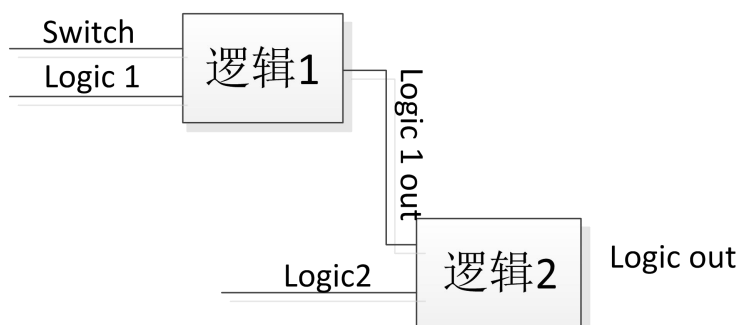 Switch
Logic 1
逻辑1
Logic 1 out
Logic2
逻辑2
Logic out